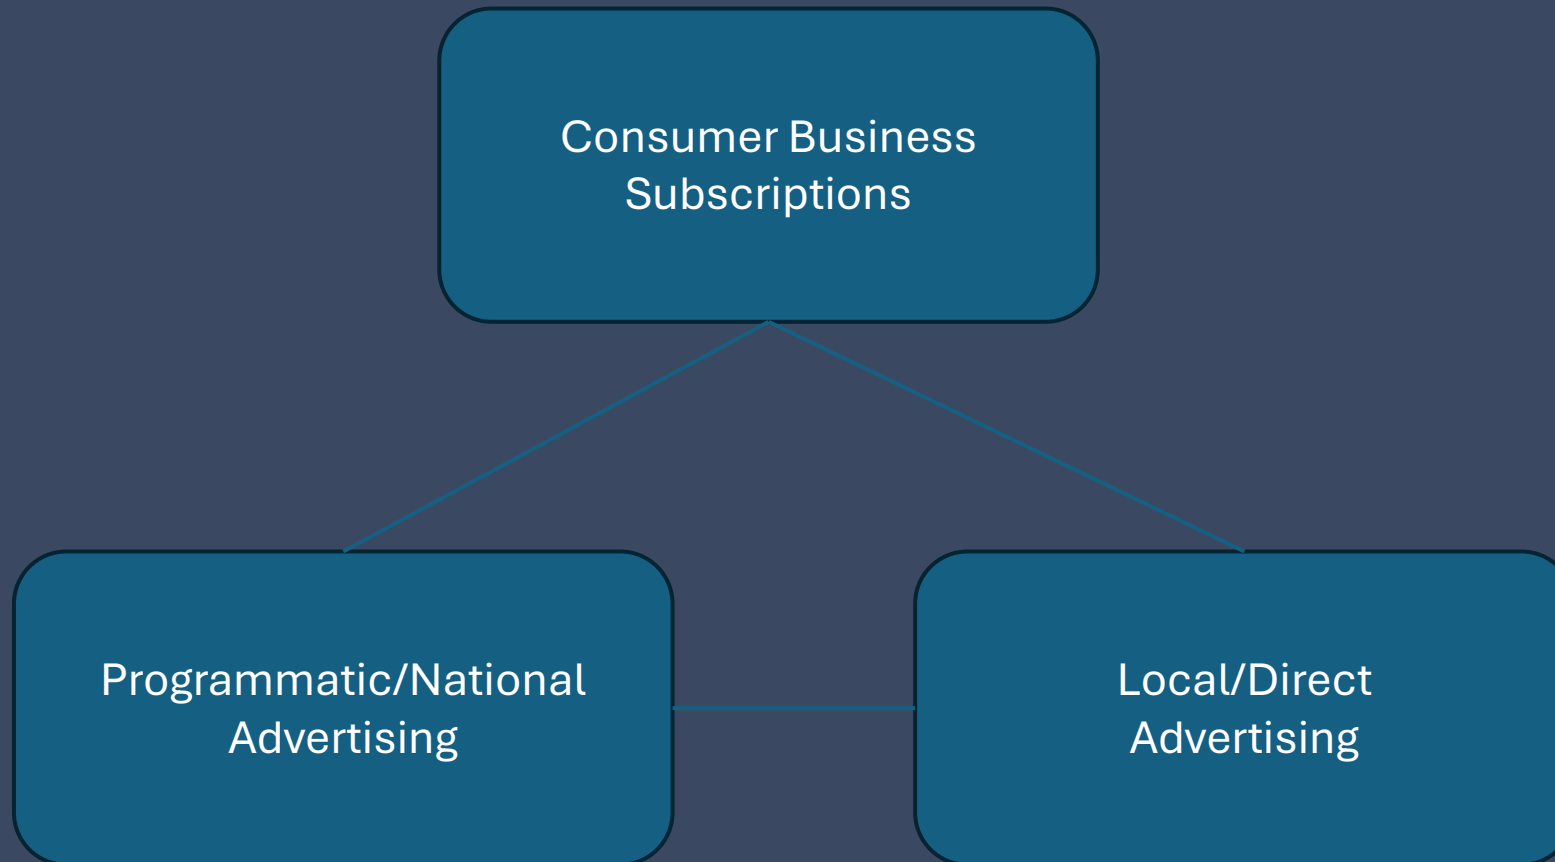 Consumer Business
Subscriptions
Programmatic/National
Advertising
Local/Direct
Advertising